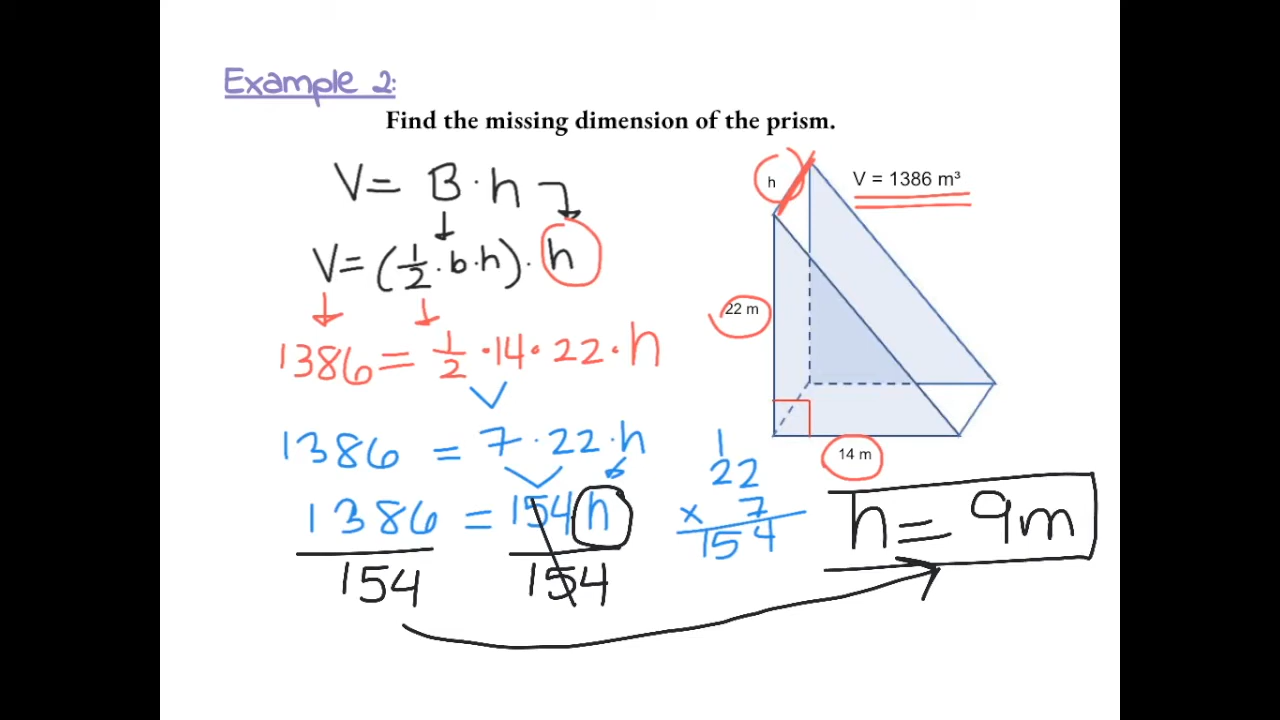 Example 2:
Find the missing dimension of the prism.
V = B · h
V = (1/2 · b · h) · h
1386 = 1/2 · 14 · 22 · h
1386 = 7 · 22 · h
1386 = 154 h
154 154
1
22
x 7
154
h
V = 1386 m³
22 m
14 m
h = 9m